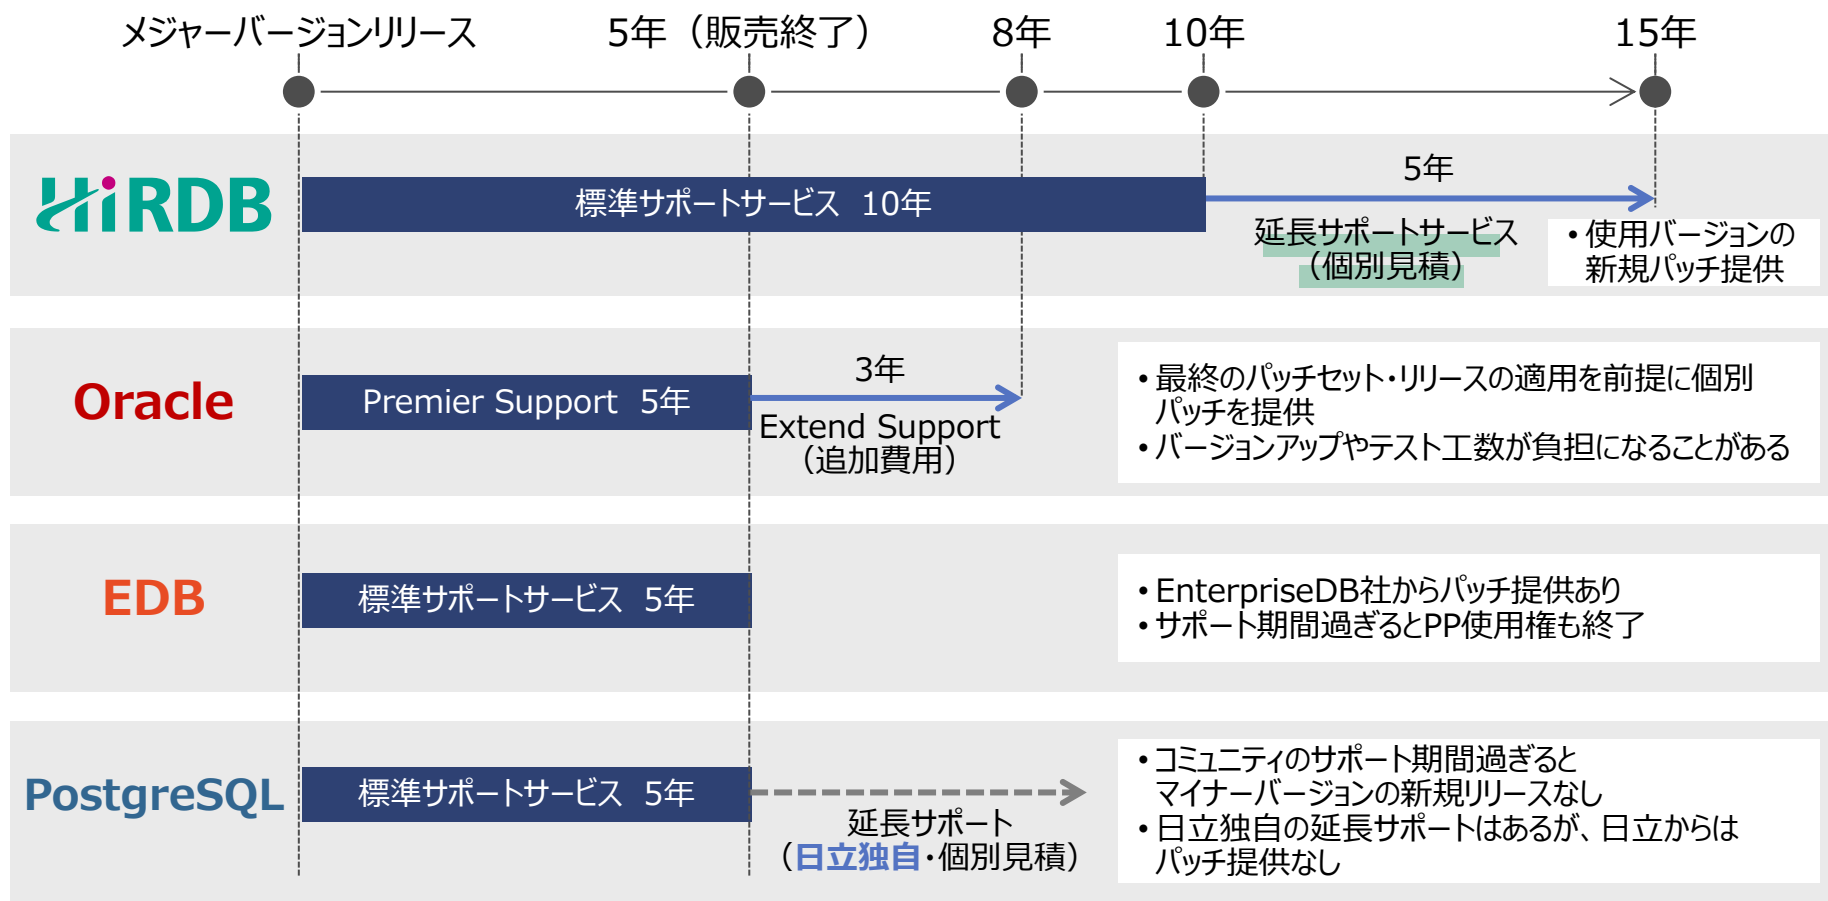 メジャーバージョンリリース
5年（販売終了）
8年
10年
15年
HiRDB
標準サポートサービス 10年
5年
延長サポートサービス
（個別見積）
• 使用バージョンの
新規パッチ提供
Oracle
Premier Support 5年
3年
Extend Support
（追加費用）
• 最終のパッチセット・リリースの適用を前提に個別
パッチを提供
• バージョンアップやテスト工数が負担になることがある
EDB
標準サポートサービス 5年
• EnterpriseDB社からパッチ提供あり
• サポート期間過ぎるとPP使用権も終了
PostgreSQL
標準サポートサービス 5年
延長サポート
（日立独自・個別見積）
• コミュニティのサポート期間過ぎると
マイナーバージョンの新規リリースなし
• 日立独自の延長サポートはあるが、日立からは
パッチ提供なし